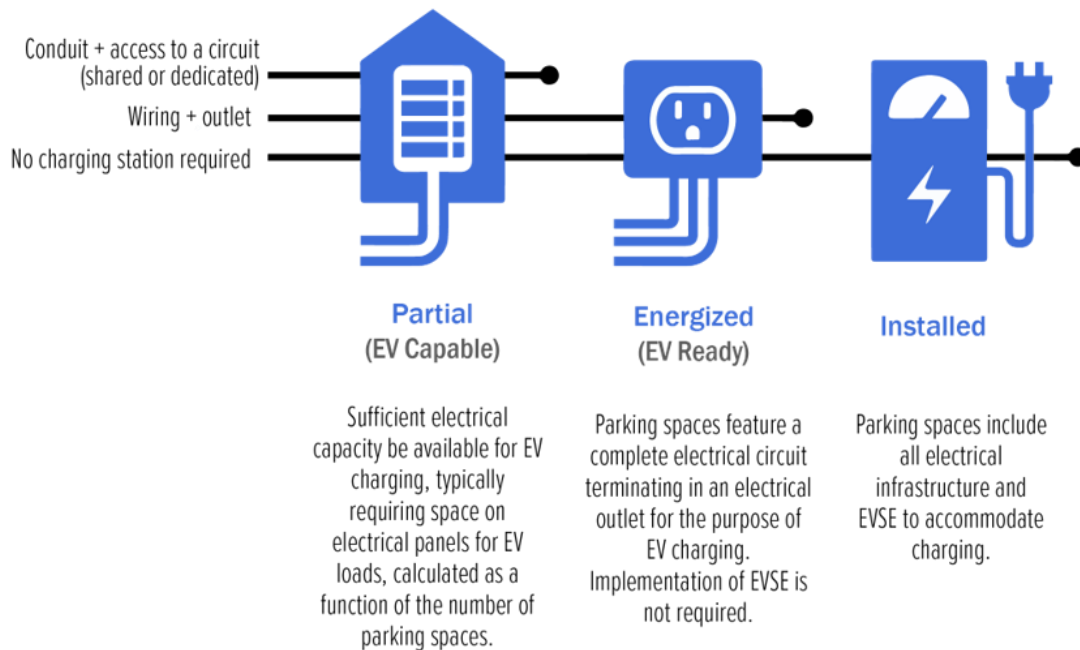 Conduit + access to a circuit
(shared or dedicated)
Wiring + outlet
No charging station required
Partial
(EV Capable)
Sufficient electrical
capacity be available for EV
charging, typically
requiring space on
electrical panels for EV
loads, calculated as a
function of the number of
parking spaces.
Energized
(EV Ready)
Parking spaces feature a
complete electrical circuit
terminating in an electrical
outlet for the purpose of
EV charging.
Implementation of EVSE is
not required.
Installed
Parking spaces include
all electrical
infrastructure and
EVSE to accommodate
charging.